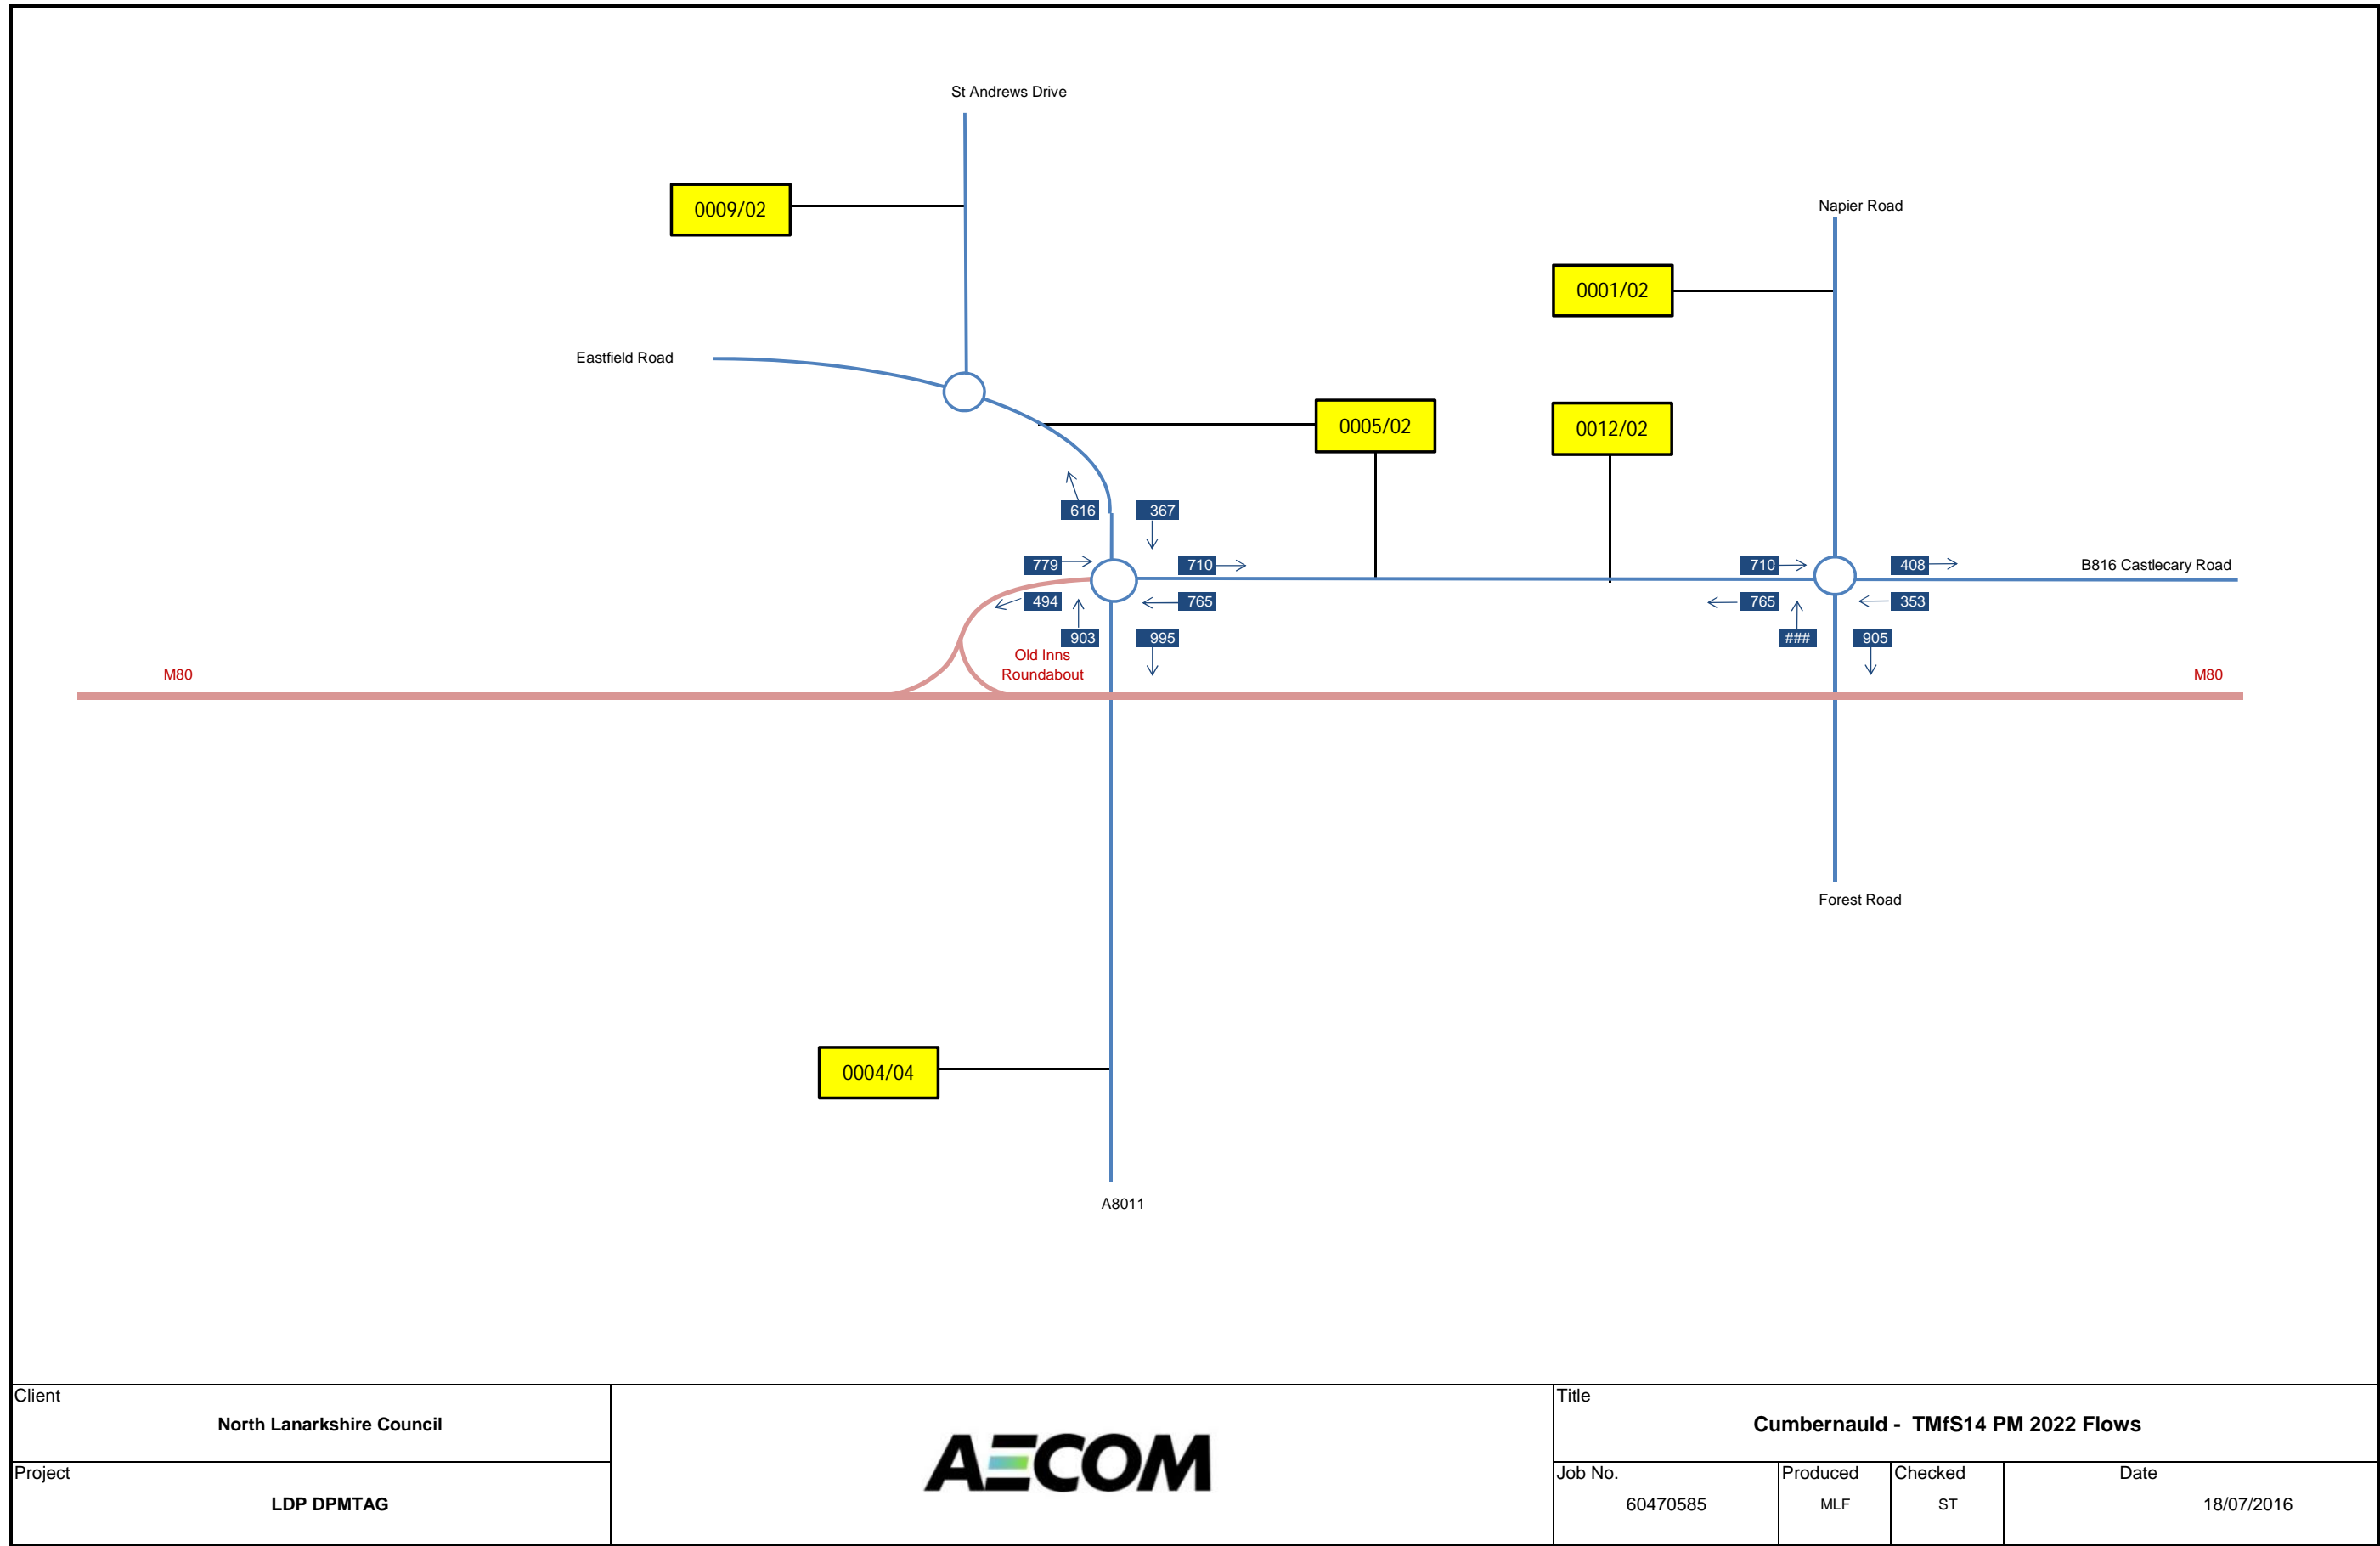 St Andrews Drive
0009/02
Napier Road
0001/02
Eastfield Road
0005/02
0012/02
616
367
779
710
710
408
B816 Castlecary Road
494
765
765
353
903
995
###
905
Old Inns
Roundabout
M80
M80
Forest Road
0004/04
A8011
Client
North Lanarkshire Council
Project
LDP DPMTAG
AECOM
Title
Cumbernauld - TMfS14 PM 2022 Flows
Job No.
60470585
Produced
MLF
Checked
ST
Date
18/07/2016